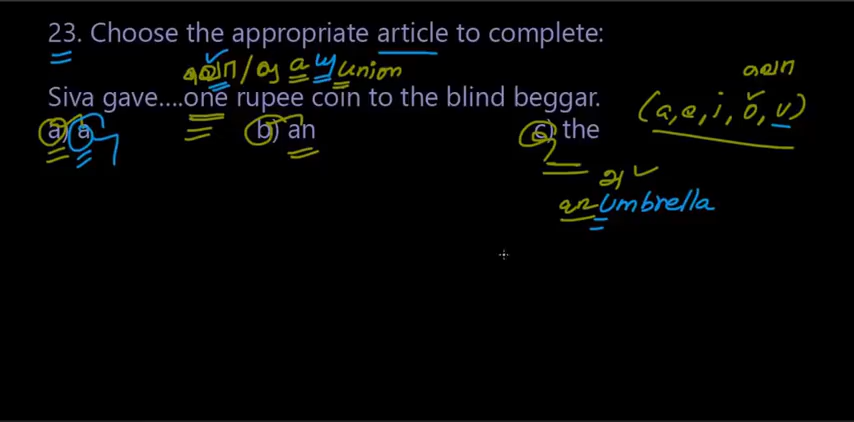 23. Choose the appropriate article to complete:
a y union
Siva gave....one rupee coin to the blind beggar. (a, e, i, o, u)
a) a b) an c) the
an umbrella